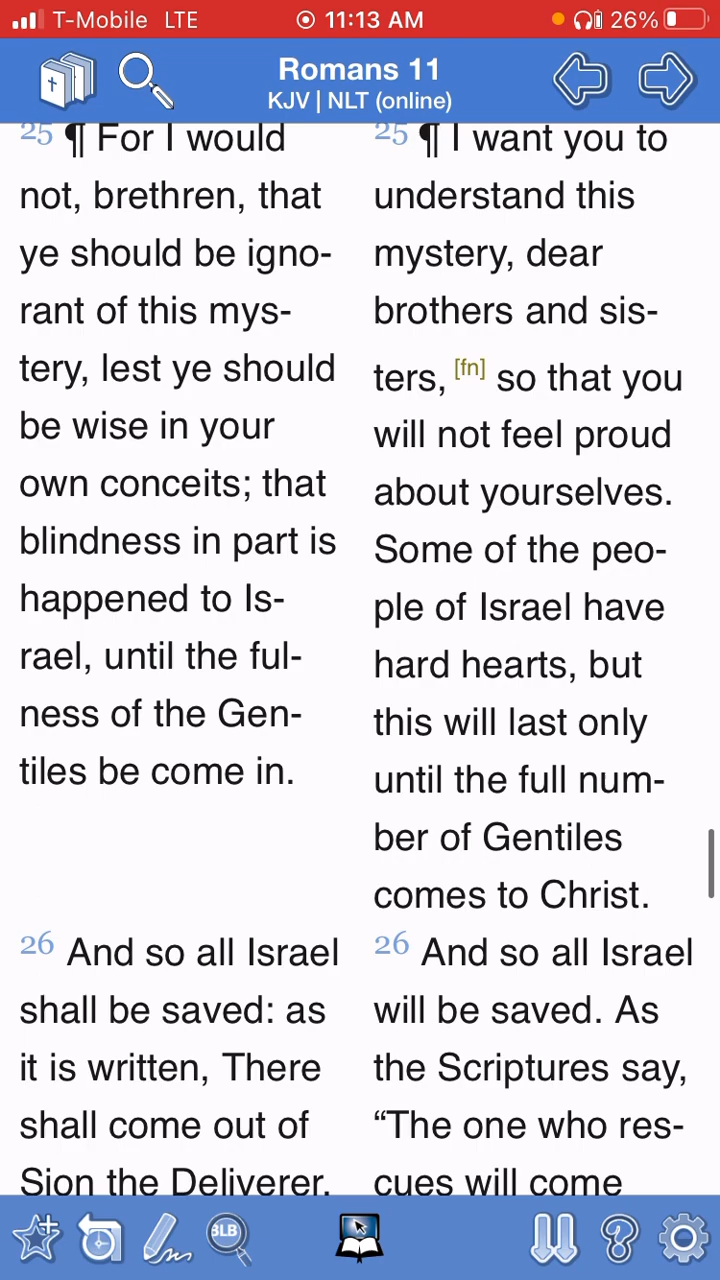 T-Mobile LTE 11:13 AM 26%
Romans 11
KJV | NLT (online)
25 ¶ For I would
not, brethren, that
ye should be igno-
rant of this mys-
tery, lest ye should
be wise in your
own conceits; that
blindness in part is
happened to Is-
rael, until the ful-
ness of the Gen-
tiles be come in.
26 And so all Israel
shall be saved: as
it is written, There
shall come out of
Sion the Deliverer,
25 ¶ I want you to
understand this
mystery, dear
brothers and sis-
ters, [fn] so that you
will not feel proud
about yourselves.
Some of the peo-
ple of Israel have
hard hearts, but
this will last only
until the full num-
ber of Gentiles
comes to Christ.
26 And so all Israel
will be saved. As
the Scriptures say,
“The one who res-
cues will come
BLB